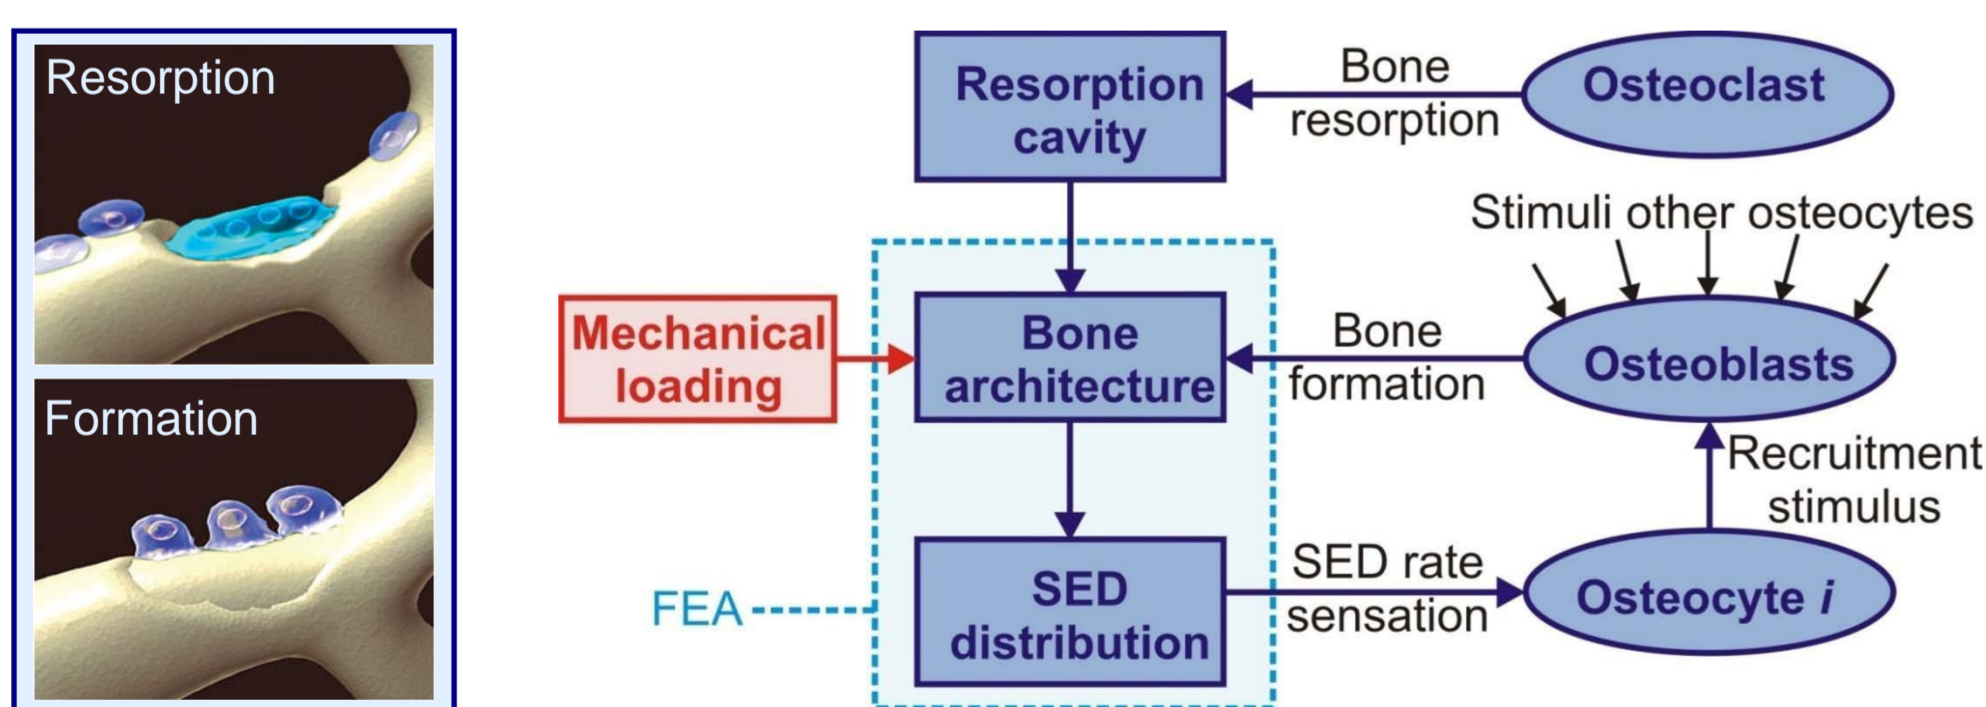 Resorption
Formation
Resorption
cavity
Bone
resorption
Osteoclast
Stimuli other osteocytes
Mechanical
loading
Bone
architecture
Bone
formation
Osteoblasts
Recruitment
stimulus
FEA
SED
distribution
SED rate
sensation
Osteocyte i